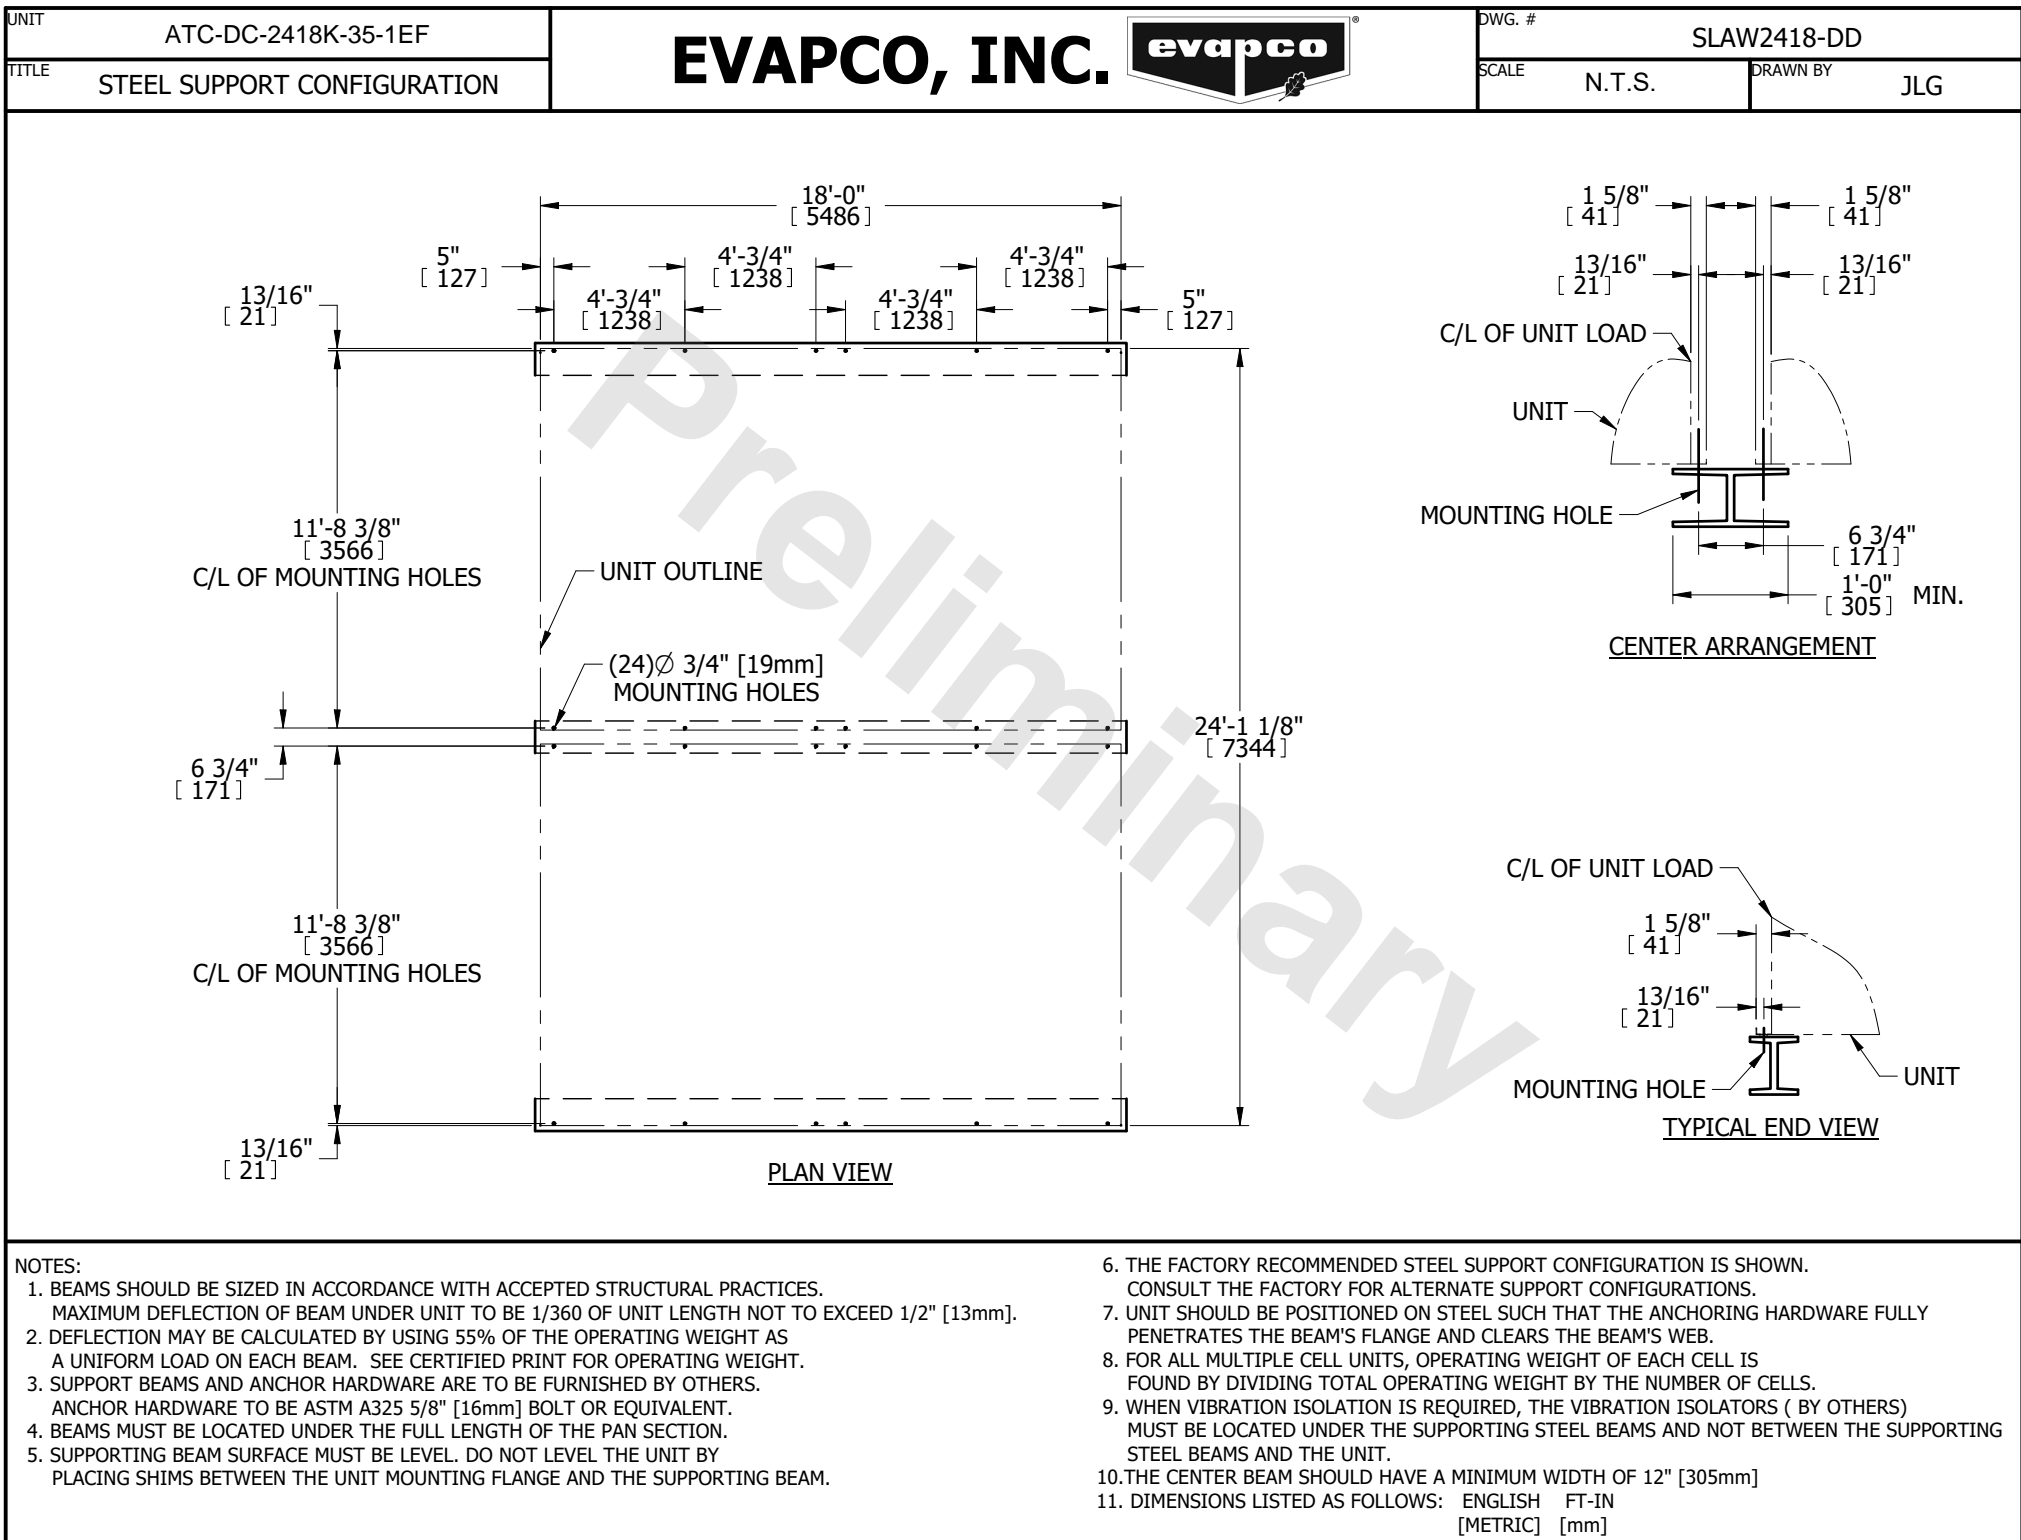 UNIT
ATC-DC-2418K-35-1EF
TITLE
STEEL SUPPORT CONFIGURATION
EVAPCO, INC.
evapco
®
DWG. #
SLAW2418-DD
SCALE
N.T.S.
DRAWN BY
JLG
18'-0"
[ 5486 ]
5"
[ 127 ]
4'-3/4"
[ 1238 ]
4'-3/4"
[ 1238 ]
13/16"
[ 21 ]
4'-3/4"
[ 1238 ]
4'-3/4"
[ 1238 ]
5"
[ 127 ]
11'-8 3/8"
[ 3566 ]
C/L OF MOUNTING HOLES
UNIT OUTLINE
(24)Ø 3/4" [19mm]
MOUNTING HOLES
6 3/4"
[ 171 ]
24'-1 1/8"
[ 7344 ]
11'-8 3/8"
[ 3566 ]
C/L OF MOUNTING HOLES
13/16"
[ 21 ]
PLAN VIEW
Preliminary
1 5/8"
[ 41 ]
1 5/8"
[ 41 ]
13/16"
[ 21 ]
13/16"
[ 21 ]
C/L OF UNIT LOAD
UNIT
MOUNTING HOLE
6 3/4"
[ 171 ]
1'-0"
[ 305 ] MIN.
CENTER ARRANGEMENT
C/L OF UNIT LOAD
1 5/8"
[ 41 ]
13/16"
[ 21 ]
MOUNTING HOLE
UNIT
TYPICAL END VIEW
NOTES:
1. BEAMS SHOULD BE SIZED IN ACCORDANCE WITH ACCEPTED STRUCTURAL PRACTICES.
MAXIMUM DEFLECTION OF BEAM UNDER UNIT TO BE 1/360 OF UNIT LENGTH NOT TO EXCEED 1/2" [13mm].
2. DEFLECTION MAY BE CALCULATED BY USING 55% OF THE OPERATING WEIGHT AS
A UNIFORM LOAD ON EACH BEAM. SEE CERTIFIED PRINT FOR OPERATING WEIGHT.
3. SUPPORT BEAMS AND ANCHOR HARDWARE ARE TO BE FURNISHED BY OTHERS.
ANCHOR HARDWARE TO BE ASTM A325 5/8" [16mm] BOLT OR EQUIVALENT.
4. BEAMS MUST BE LOCATED UNDER THE FULL LENGTH OF THE PAN SECTION.
5. SUPPORTING BEAM SURFACE MUST BE LEVEL. DO NOT LEVEL THE UNIT BY
PLACING SHIMS BETWEEN THE UNIT MOUNTING FLANGE AND THE SUPPORTING BEAM.
6. THE FACTORY RECOMMENDED STEEL SUPPORT CONFIGURATION IS SHOWN.
CONSULT THE FACTORY FOR ALTERNATE SUPPORT CONFIGURATIONS.
7. UNIT SHOULD BE POSITIONED ON STEEL SUCH THAT THE ANCHORING HARDWARE FULLY
PENETRATES THE BEAM'S FLANGE AND CLEARS THE BEAM'S WEB.
8. FOR ALL MULTIPLE CELL UNITS, OPERATING WEIGHT OF EACH CELL IS
FOUND BY DIVIDING TOTAL OPERATING WEIGHT BY THE NUMBER OF CELLS.
9. WHEN VIBRATION ISOLATION IS REQUIRED, THE VIBRATION ISOLATORS ( BY OTHERS)
MUST BE LOCATED UNDER THE SUPPORTING STEEL BEAMS AND NOT BETWEEN THE SUPPORTING
STEEL BEAMS AND THE UNIT.
10.THE CENTER BEAM SHOULD HAVE A MINIMUM WIDTH OF 12" [305mm]
11. DIMENSIONS LISTED AS FOLLOWS: ENGLISH FT-IN
[METRIC] [mm]